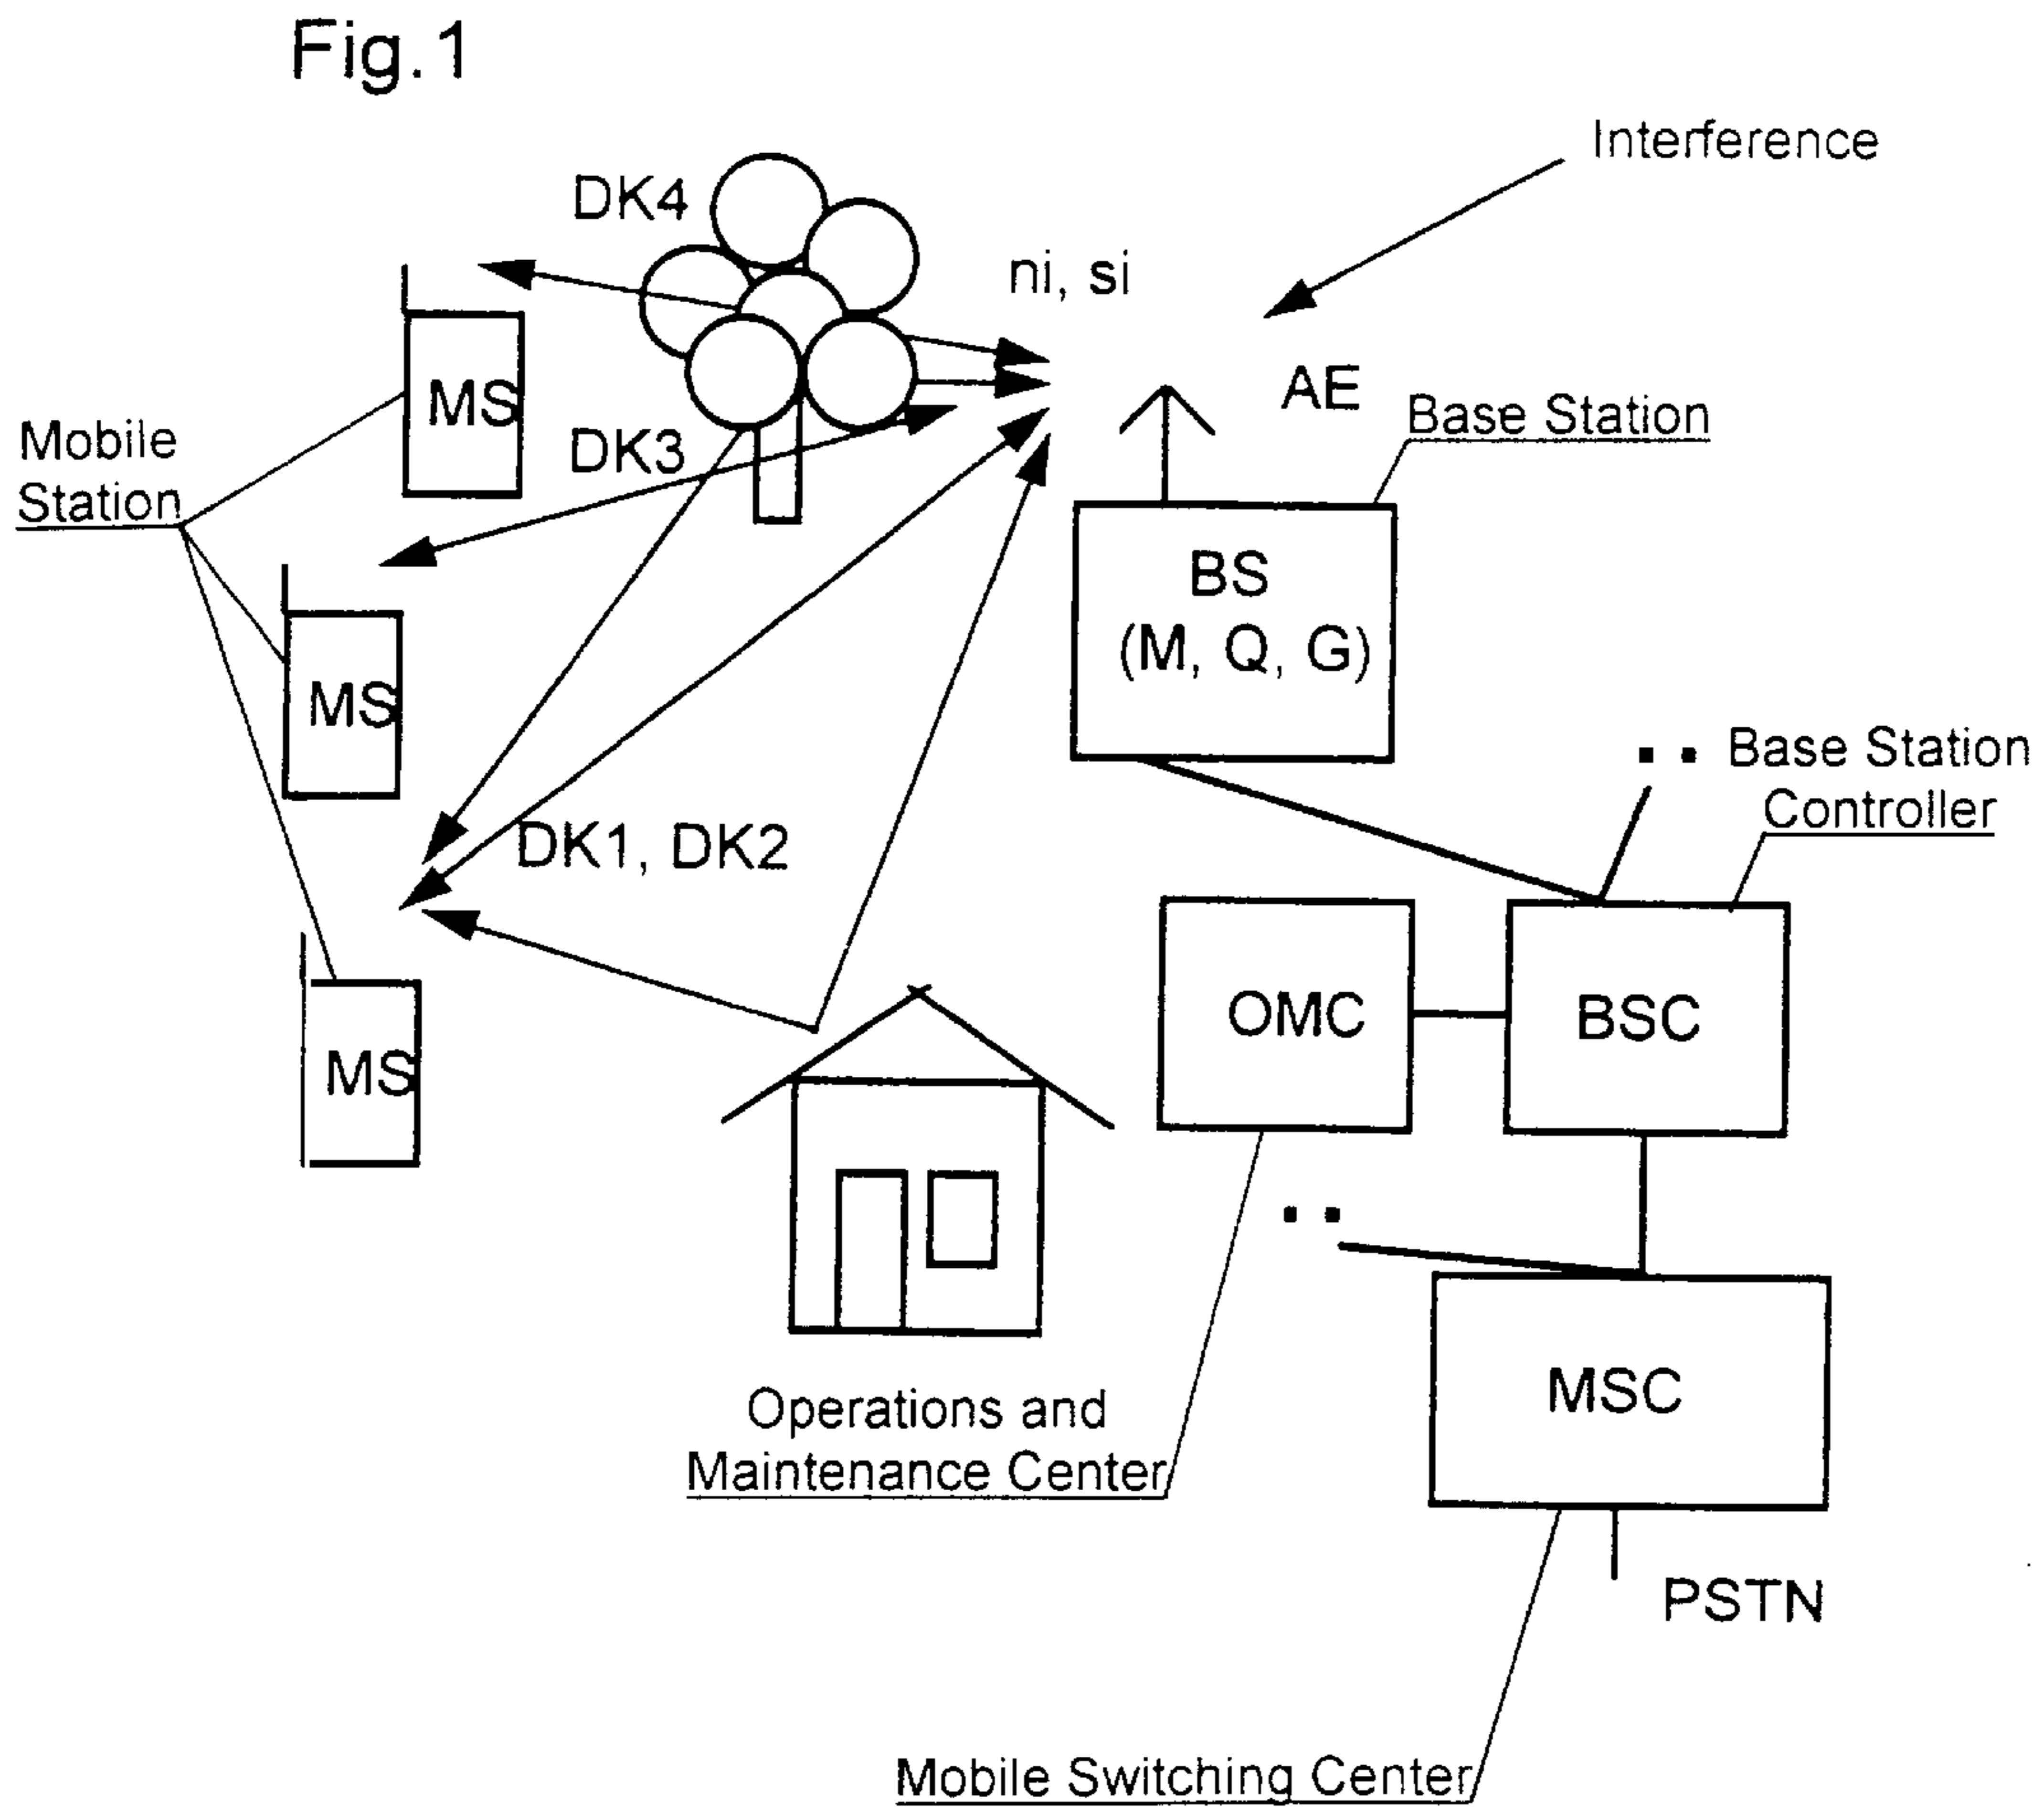 Fig.1
Interference
DK4
ni, si
MS
AE
Base Station
Mobile
Station
DK3
BS
(M, Q, G)
MS
Base Station
Controller
DK1, DK2
OMC
BSC
MS
MSC
Operations and
Maintenance Center
PSTN
Mobile Switching Center